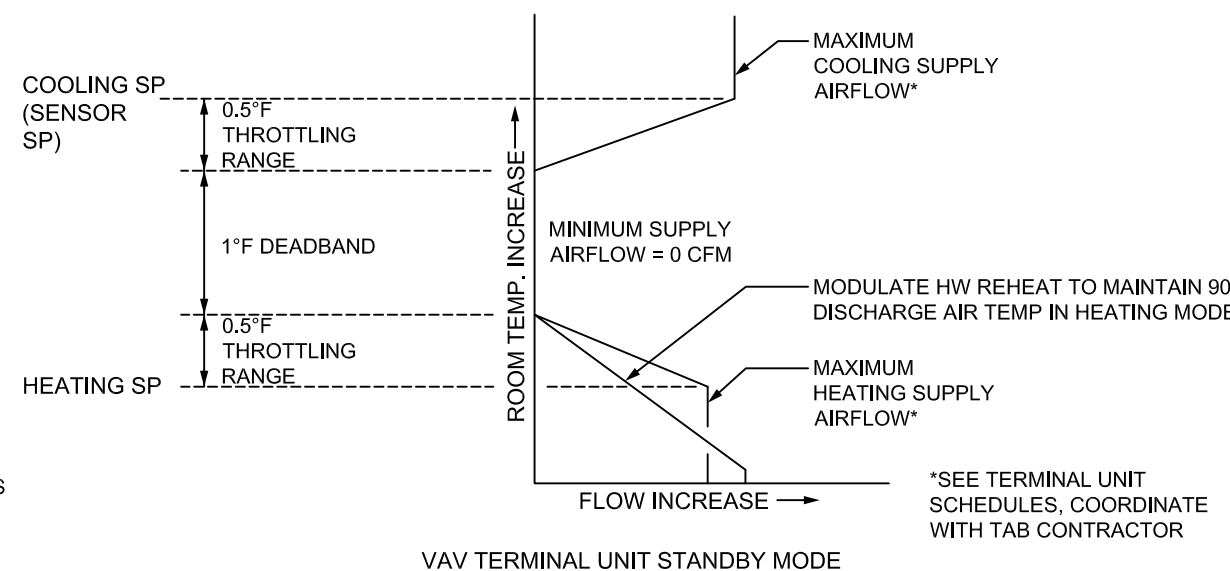 COOLING SP
(SENSOR
SP)
0.5°F
THROTTLING
RANGE
1°F DEADBAND
0.5°F
THROTTLING
RANGE
HEATING SP
ROOM TEMP. INCREASE
MAXIMUM
COOLING SUPPLY
AIRFLOW*
MINIMUM SUPPLY
AIRFLOW = 0 CFM
MODULATE HW REHEAT TO MAINTAIN 90
DISCHARGE AIR TEMP IN HEATING MODE
MAXIMUM
HEATING SUPPLY
AIRFLOW*
FLOW INCREASE
*SEE TERMINAL UNIT
SCHEDULES, COORDINATE
WITH TAB CONTRACTOR
S
VAV TERMINAL UNIT STANDBY MODE